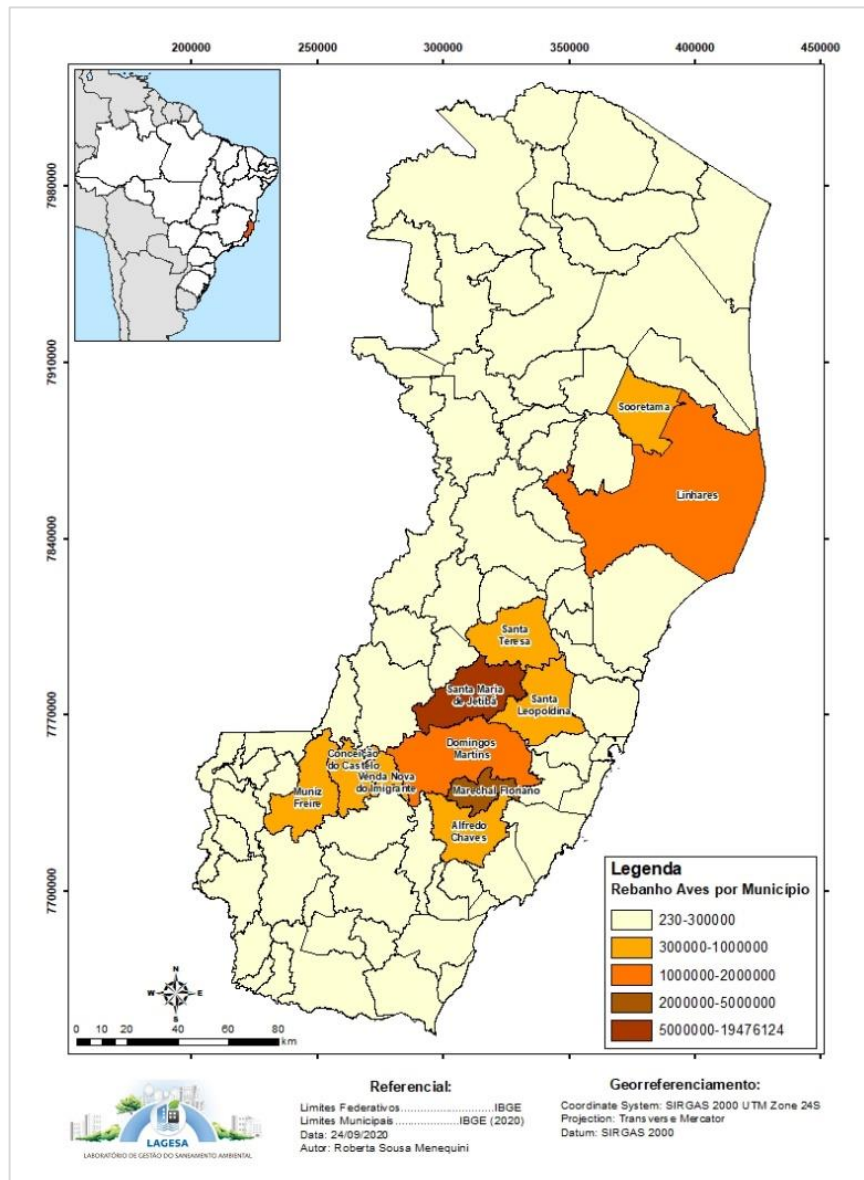 200000 250000 300000 350000 400000 450000
7980000
7910000
7840000
7770000
7700000
Sooretama
Linhares
Santa
Teresa
Santa Maria
de Jetibá
Santa
Leopoldina
Domingos
Martins
Conceição
do Castelo
Venda Nova
do Imigrante
Marechal Floriano
Muniz
Freire
Alfredo
Chaves
Legenda
Rebanho Aves por Município
230-300000
300000-1000000
1000000-2000000
2000000-5000000
5000000-19476124
N
W E
S
0 10 20 40 60 80
km
LAGESA
LABORATÓRIO DE GESTÃO DO SANEAMENTO AMBIENTAL
Referencial:
Limites Federativos......................IBGE
Limites Municipais...............IBGE (2020)
Data: 24/09/2020
Autor: Roberta Sousa Menequini
Georreferenciamento:
Coordinate System: SIRGAS 2000 UTM Zone 24S
Projection: Transverse Mercator
Datum: SIRGAS 2000